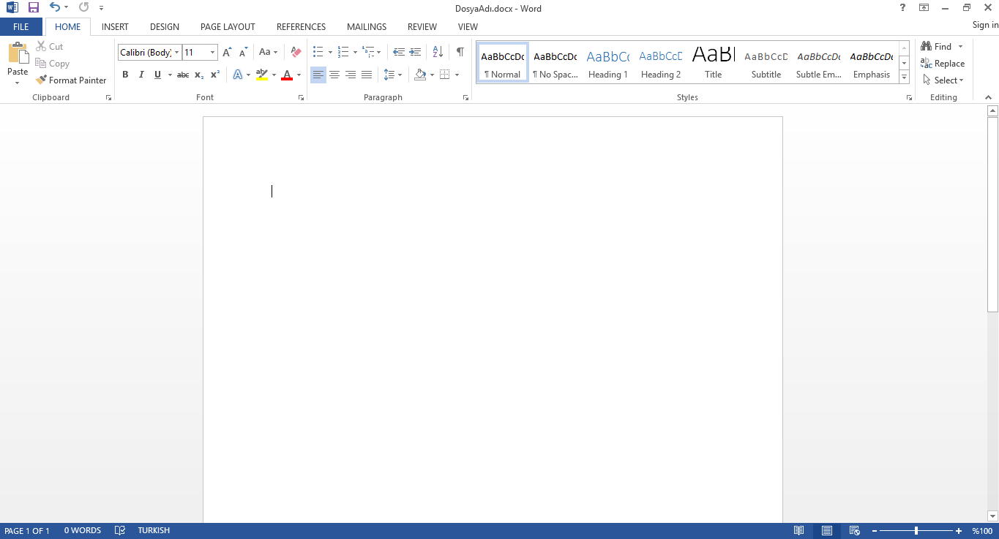 DosyaAdı.docx - Word
FILE HOME INSERT DESIGN PAGE LAYOUT REFERENCES MAILINGS REVIEW VIEW Sign in
Paste
Cut
Copy
Format Painter
Clipboard
Calibri (Body) 11
Font
Paragraph
AaBbCcDc AaBbCcDc AaBbCc AaBbCcD AaBl AaBbCcD AaBbCcDc AaBbCcDc
¶ Normal ¶ No Spac... Heading 1 Heading 2 Title Subtitle Subtle Em... Emphasis
Styles
Find
Replace
Select
Editing
PAGE 1 OF 1 0 WORDS TURKISH %100